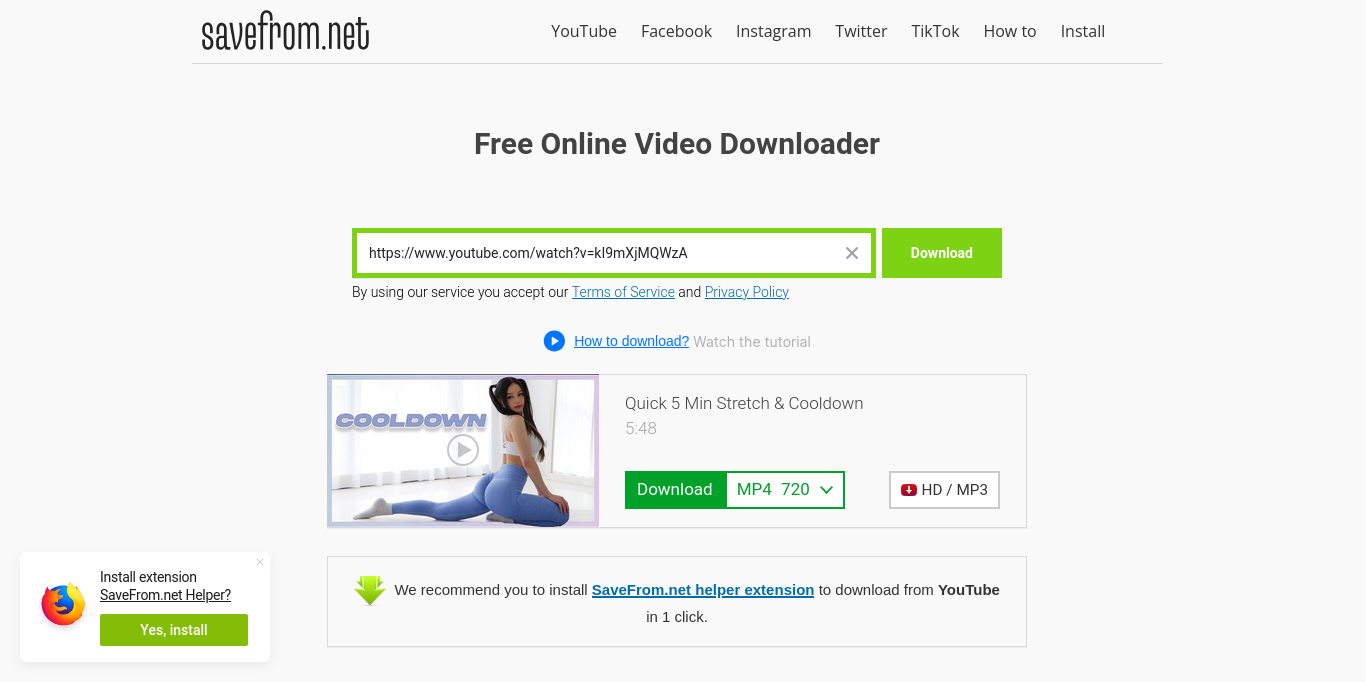 savefrom.net
YouTube Facebook Instagram Twitter TikTok How to Install
Free Online Video Downloader
https://www.youtube.com/watch?v=kI9mXjMQWzA
Download
By using our service you accept our Terms of Service and Privacy Policy
How to download? Watch the tutorial
COOLDOWN
Quick 5 Min Stretch & Cooldown
5:48
Download MP4 720
HD / MP3
We recommend you to install SaveFrom.net helper extension to download from YouTube
in 1 click.
Install extension
SaveFrom.net Helper?
Yes, install